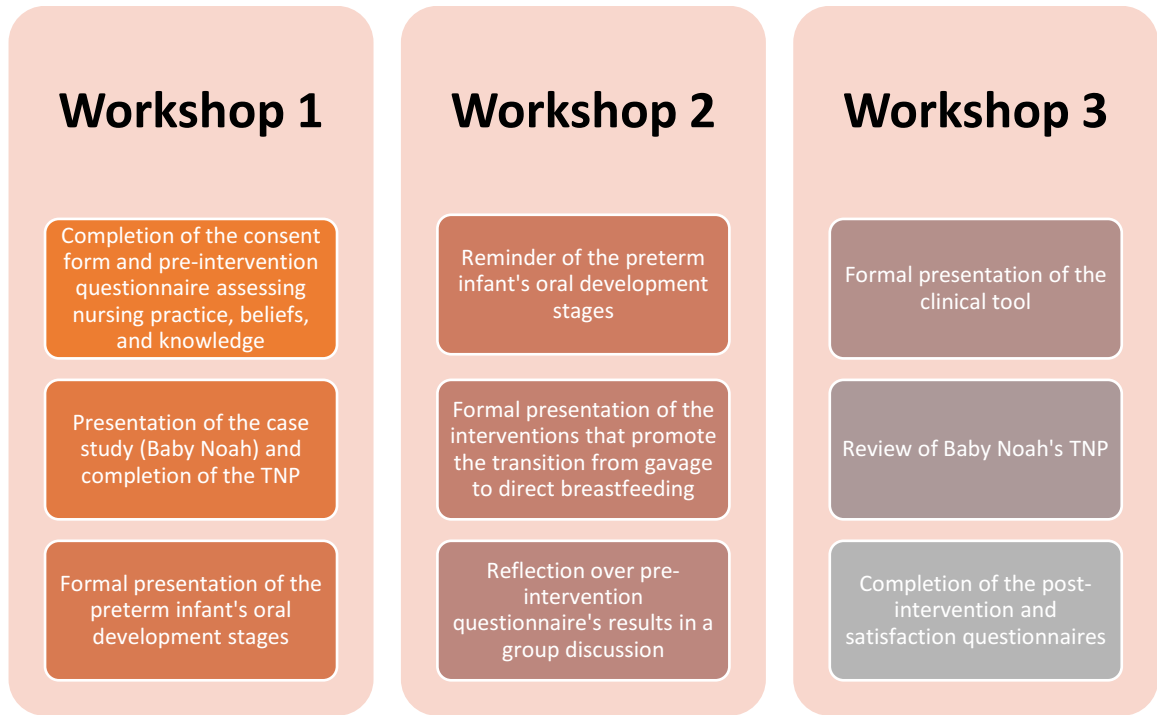 Workshop 1
Completion of the consent
form and pre-intervention
questionnaire assessing
nursing practice, beliefs,
and knowledge
Presentation of the case
study (Baby Noah) and
completion of the TNP
Formal presentation of the
preterm infant's oral
development stages
Workshop 2
Reminder of the preterm
infant's oral development
stages
Formal presentation of the
interventions that promote
the transition from gavage
to direct breastfeeding
Reflection over pre-
intervention
questionnaire's results in a
group discussion
Workshop 3
Formal presentation of the
clinical tool
Review of Baby Noah's TNP
Completion of the post-
intervention and
satisfaction questionnaires